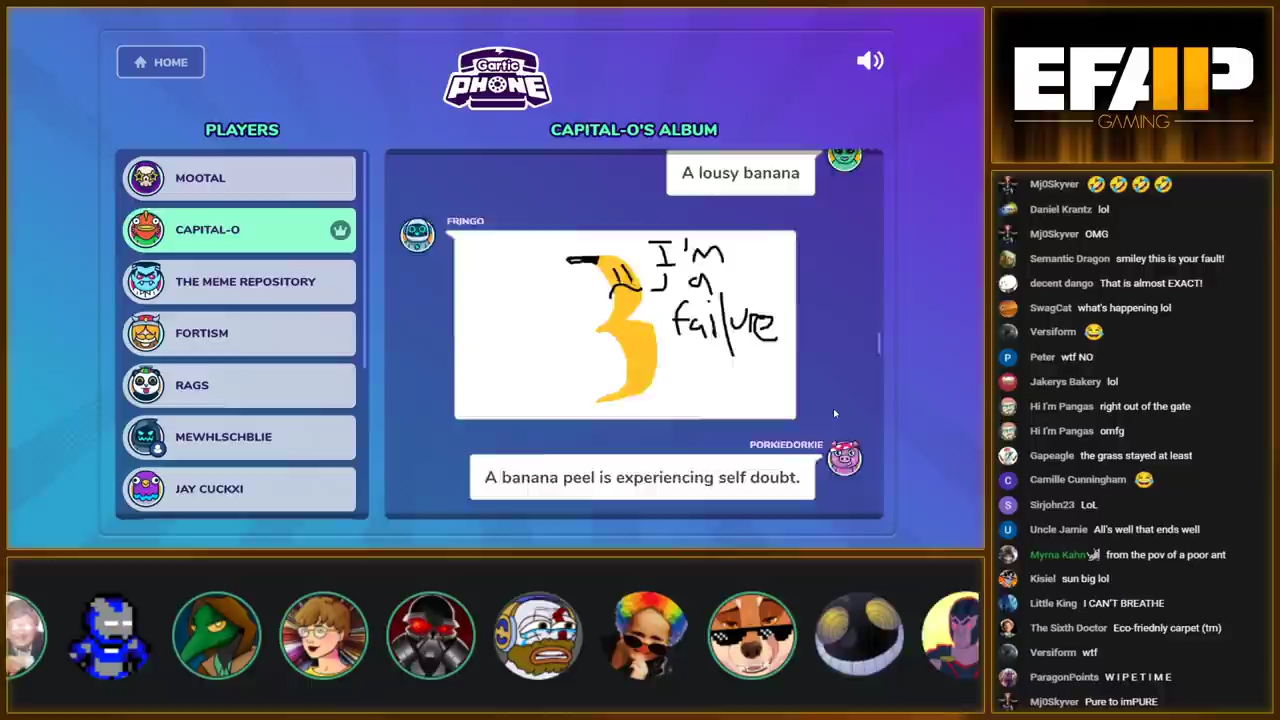 HOME
Gartic
PHONE
PLAYERS
MOOTAL
CAPITAL-O
THE MEME REPOSITORY
FORTISM
RAGS
MEWHLSCHBLIE
JAY CUCKXI
CAPITAL-O'S ALBUM
A lousy banana
FRINGO
I'm
a
failure
PORKIEDORKIE
A banana peel is experiencing self doubt.
EFAP
GAMING
Mj0Skyver 🤣🤣🤣🤣
Daniel Krantz lol
Mj0Skyver OMG
Semantic Dragon smiley this is your fault!
decent dango That is almost EXACT!
SwagCat what's happening lol
Versiform 😂
P Peter wtf NO
Jakerys Bakery lol
Hi I'm Pangas right out of the gate
Hi I'm Pangas omfg
Gapeagle the grass stayed at least
C Camille Cunningham 😂
S Sirjohn23 LoL
U Uncle Jamie All's well that ends well
Myrna Kahn from the pov of a poor ant
Kisiel sun big lol
Little King I CAN'T BREATHE
The Sixth Doctor Eco-friednly carpet (tm)
Versiform wtf
ParagonPoints W I P E T I M E
Mj0Skyver Pure to imPURE